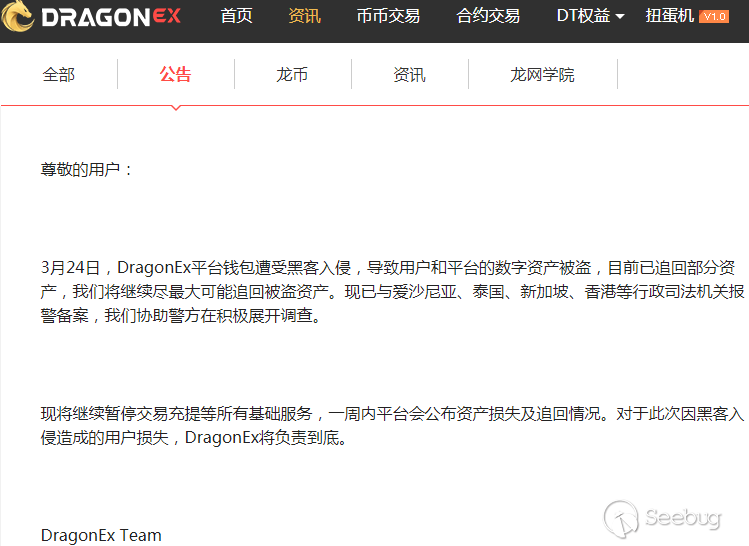 DRAGONEX 首页 资讯 币币交易 合约交易 DT权益 扭蛋机 V1.0
全部 公告 龙币 资讯 龙网学院
尊敬的用户：
3月24日，DragonEx平台钱包遭受黑客入侵，导致用户和平台的数字资产被盗，目前已追回部分资
产，我们将继续尽最大可能追回被盗资产。现已与爱沙尼亚、泰国、新加坡、香港等行政司法机关报
警备案，我们协助警方在积极展开调查。
现将继续暂停交易充提等所有基础服务，一周内平台会公布资产损失及追回情况。对于此次因黑客入
侵造成的用户损失，DragonEx将负责到底。
DragonEx Team
Seebug